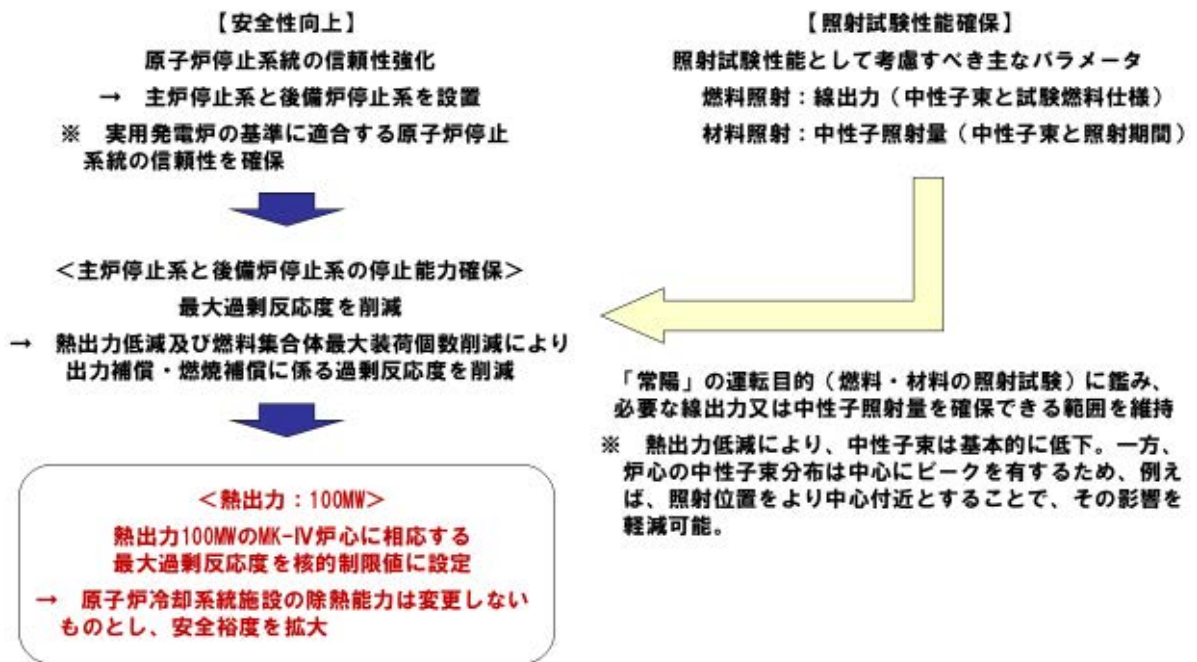 【安全性向上】
原子炉停止系統の信頼性強化
→ 主炉停止系と後備炉停止系を設置
※ 実用発電炉の基準に適合する原子炉停止
系統の信頼性を確保
＜主炉停止系と後備炉停止系の停止能力確保＞
最大過剰反応度を削減
→ 熱出力低減及び燃料集合体最大装荷個数削減により
出力補償・燃焼補償に係る過剰反応度を削減
＜熱出力：100MW＞
熱出力100MWのMK-Ⅳ炉心に相応する
最大過剰反応度を核的制限値に設定
→ 原子炉冷却系統施設の除熱能力は変更しない
ものとし、安全裕度を拡大
【照射試験性能確保】
照射試験性能として考慮すべき主なパラメータ
燃料照射：線出力（中性子束と試験燃料仕様）
材料照射：中性子照射量（中性子束と照射期間）
「常陽」の運転目的（燃料・材料の照射試験）に鑑み、
必要な線出力又は中性子照射量を確保できる範囲を維持
※ 熱出力低減により、中性子束は基本的に低下。一方、
炉心の中性子束分布は中心にピークを有するため、例え
ば、照射位置をより中心付近とすることで、その影響を
軽減可能。